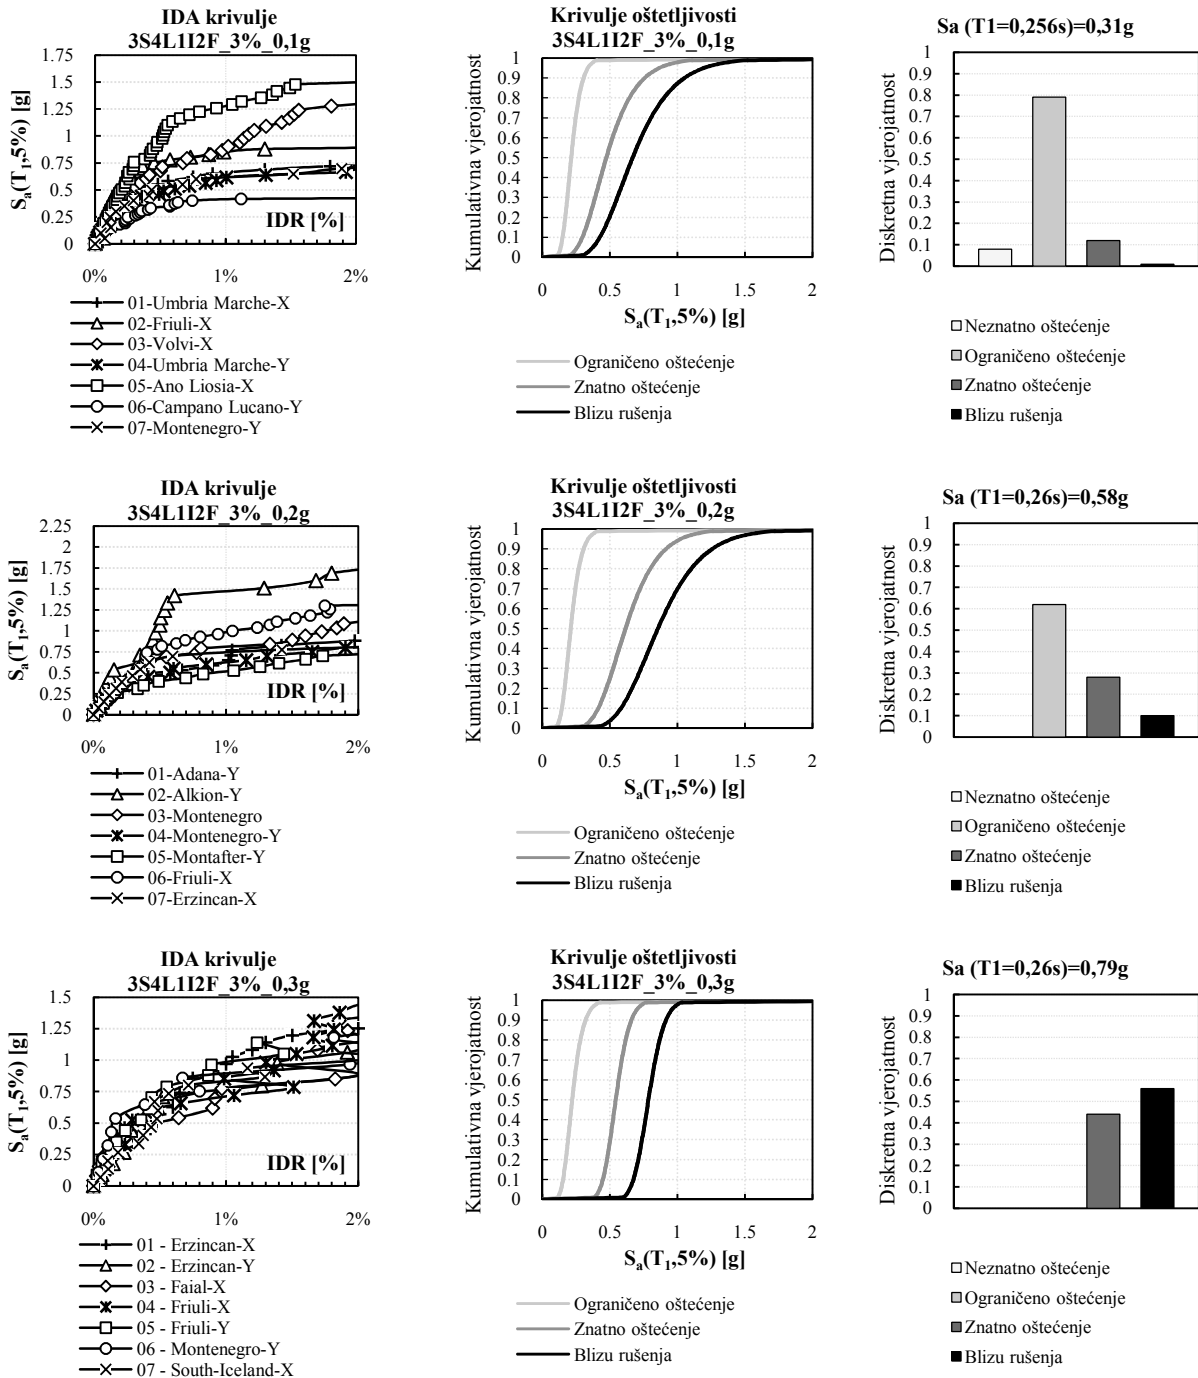 IDA krivulje
3S4L1I2F_3%_0,1g
1.75
1.5
1.25
1
0.75
0.5
0.25
0
Sa(T1,5%) [g]
IDR [%]
0%
1%
2%
01-Umbria Marche-X
02-Friuli-X
03-Volvi-X
04-Umbria Marche-Y
05-Ano Liosia-X
06-Campano Lucano-Y
07-Montenegro-Y
Krivulje oštetljivosti
3S4L1I2F_3%_0,1g
1
0.9
0.8
0.7
0.6
0.5
0.4
0.3
0.2
0.1
0
Kumulativna vjerojatnost
0
0.5
1
1.5
2
Sa(T1,5%) [g]
Ograničeno oštećenje
Znatno oštećenje
Blizu rušenja
Sa (T1=0,256s)=0,31g
1
0.9
0.8
0.7
0.6
0.5
0.4
0.3
0.2
0.1
0
Diskretna vjerojatnost
Neznatno oštećenje
Ograničeno oštećenje
Znatno oštećenje
Blizu rušenja
IDA krivulje
3S4L1I2F_3%_0,2g
2.25
2
1.75
1.5
1.25
1
0.75
0.5
0.25
0
Sa(T1,5%) [g]
IDR [%]
0%
1%
2%
01-Adana-Y
02-Alkion-Y
03-Montenegro
04-Montenegro-Y
05-Montafter-Y
06-Friuli-X
07-Erzincan-X
Krivulje oštetljivosti
3S4L1I2F_3%_0,2g
1
0.9
0.8
0.7
0.6
0.5
0.4
0.3
0.2
0.1
0
Kumulativna vjerojatnost
0
0.5
1
1.5
2
Sa(T1,5%) [g]
Ograničeno oštećenje
Znatno oštećenje
Blizu rušenja
Sa (T1=0,26s)=0,58g
1
0.9
0.8
0.7
0.6
0.5
0.4
0.3
0.2
0.1
0
Diskretna vjerojatnost
Neznatno oštećenje
Ograničeno oštećenje
Znatno oštećenje
Blizu rušenja
IDA krivulje
3S4L1I2F_3%_0,3g
1.5
1.25
1
0.75
0.5
0.25
0
Sa(T1,5%) [g]
IDR [%]
0%
1%
2%
01 - Erzincan-X
02 - Erzincan-Y
03 - Faial-X
04 - Friuli-X
05 - Friuli-Y
06 - Montenegro-Y
07 - South-Iceland-X
Krivulje oštetljivosti
3S4L1I2F_3%_0,3g
1
0.9
0.8
0.7
0.6
0.5
0.4
0.3
0.2
0.1
0
Kumulativna vjerojatnost
0
0.5
1
1.5
2
Sa(T1,5%) [g]
Ograničeno oštećenje
Znatno oštećenje
Blizu rušenja
Sa (T1=0,26s)=0,79g
1
0.9
0.8
0.7
0.6
0.5
0.4
0.3
0.2
0.1
0
Diskretna vjerojatnost
Neznatno oštećenje
Ograničeno oštećenje
Znatno oštećenje
Blizu rušenja